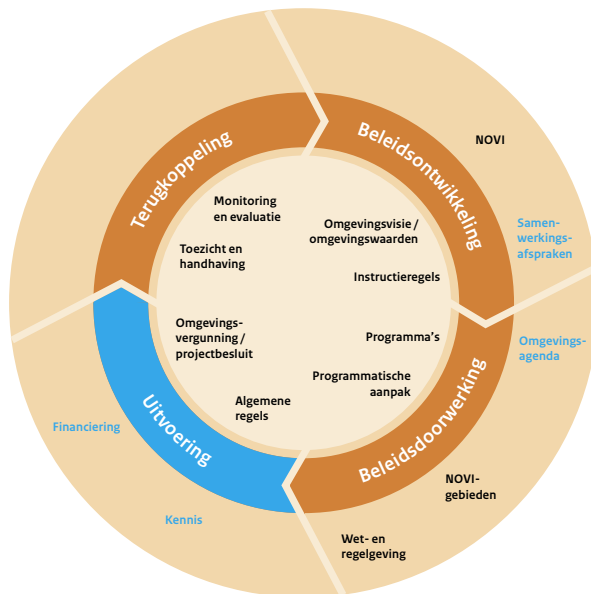 Terugkoppeling
Beleidsontwikkeling
Beleidsdoorwerking
Uitvoering
NOVI
Samen-
werkings-
afspraken
Omgevings-
agenda
NOVI-
gebieden
Wet- en
regelgeving
Kennis
Financiering
Monitoring
en evaluatie
Toezicht en
handhaving
Omgevingsvisie /
omgevingswaarden
Instructieregels
Programma's
Programmatische
aanpak
Algemene
regels
Omgevings-
vergunning /
projectbesluit